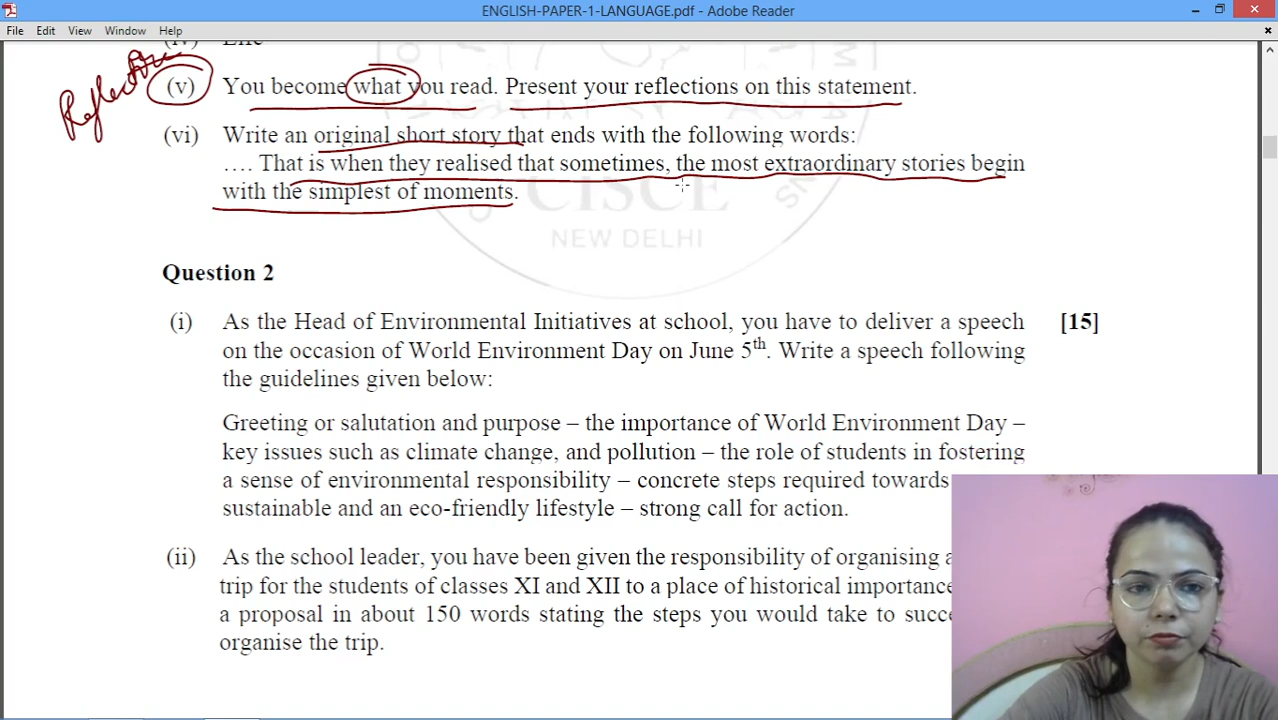 ENGLISH-PAPER-1-LANGUAGE.pdf - Adobe Reader
File Edit View Window Help
Reflective
(v) You become what you read. Present your reflections on this statement.
(vi) Write an original short story that ends with the following words:
.... That is when they realised that sometimes, the most extraordinary stories begin
with the simplest of moments.
CISCE
NEW DELHI
Question 2
(i) As the Head of Environmental Initiatives at school, you have to deliver a speech [15]
on the occasion of World Environment Day on June 5th. Write a speech following
the guidelines given below:
Greeting or salutation and purpose – the importance of World Environment Day –
key issues such as climate change, and pollution – the role of students in fostering
a sense of environmental responsibility – concrete steps required towards
sustainable and an eco-friendly lifestyle – strong call for action.
(ii) As the school leader, you have been given the responsibility of organising
trip for the students of classes XI and XII to a place of historical importance
a proposal in about 150 words stating the steps you would take to
organise the trip.